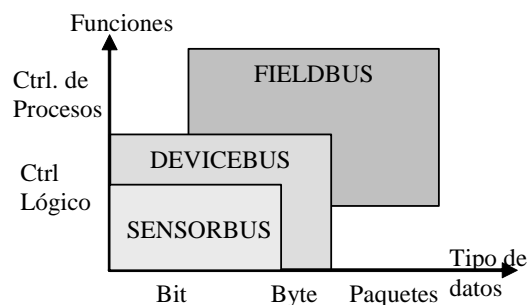 Funciones
Ctrl. de
Procesos
FIELDBUS
DEVICEBUS
Ctrl
Lógico
SENSORBUS
Tipo de
datos
Bit
Byte
Paquetes